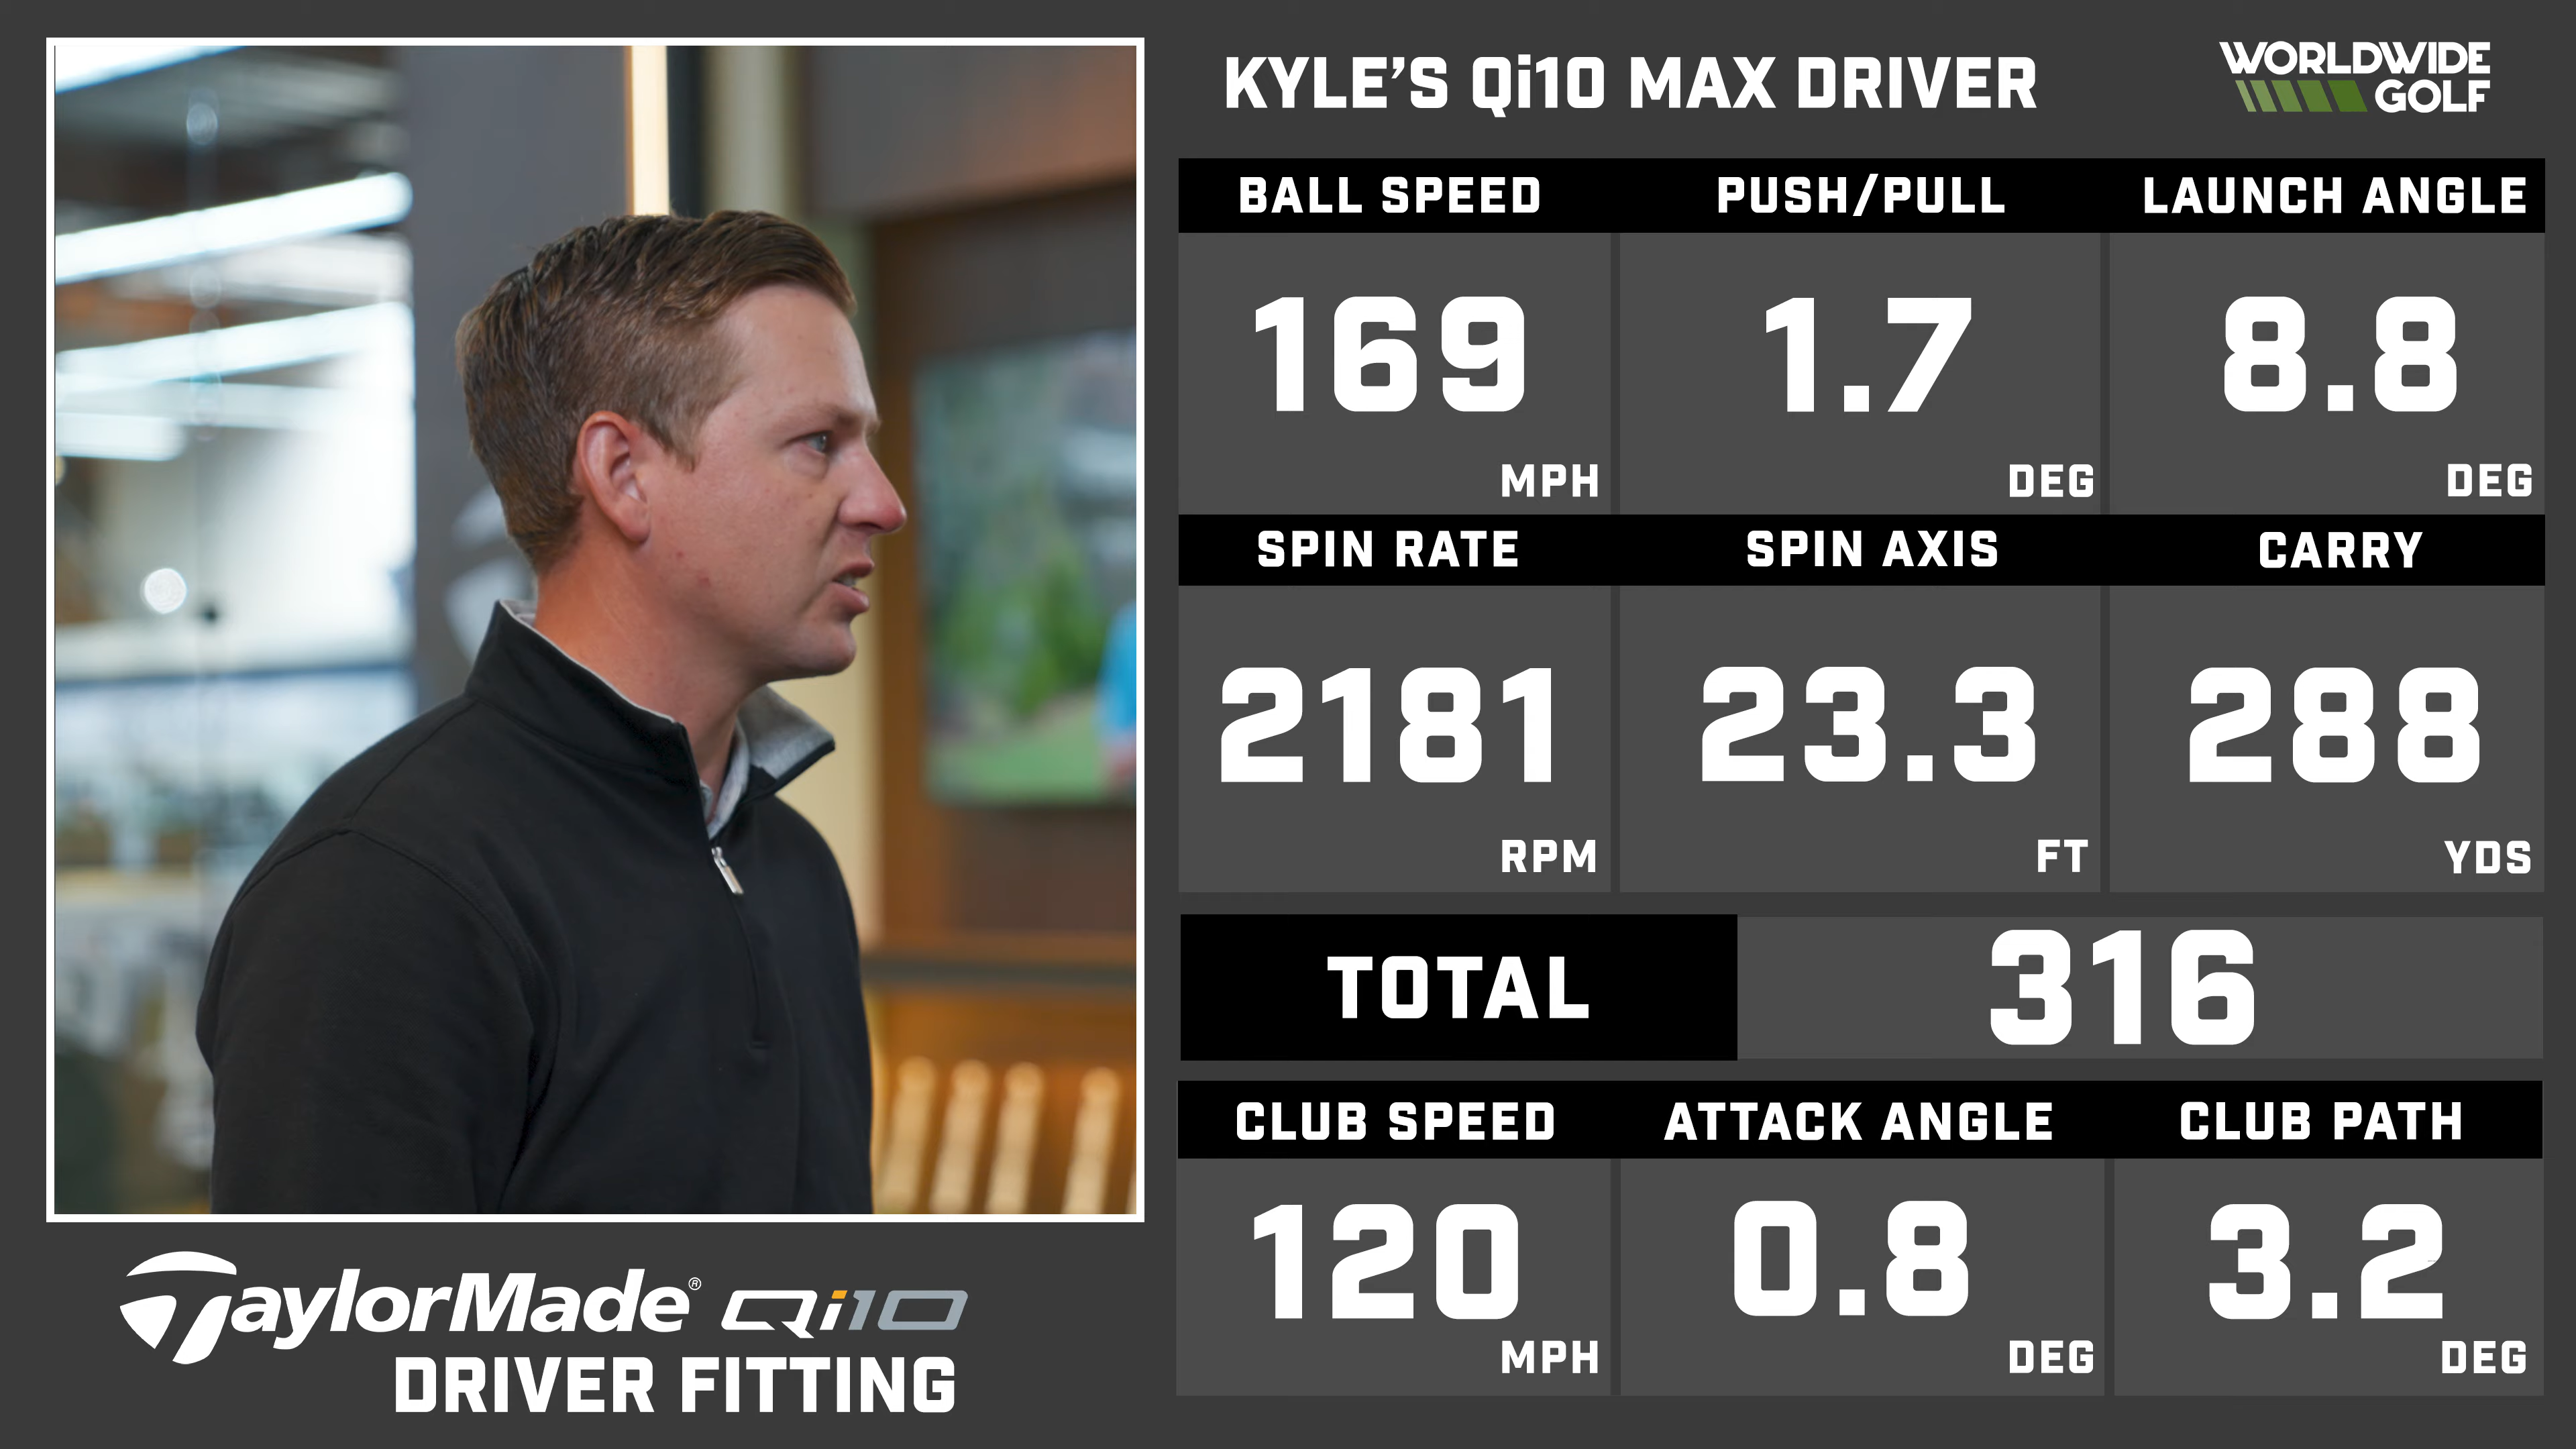 KYLE'S Qi10 MAX DRIVER
WORLDWIDE
GOLF
BALL SPEED PUSH/PULL LAUNCH ANGLE
169 1.7 8.8
MPH DEG DEG
SPIN RATE SPIN AXIS CARRY
2181 23.3 288
RPM FT YDS
TOTAL 316
CLUB SPEED ATTACK ANGLE CLUB PATH
120 0.8 3.2
MPH DEG DEG
TaylorMade® Qi10
DRIVER FITTING